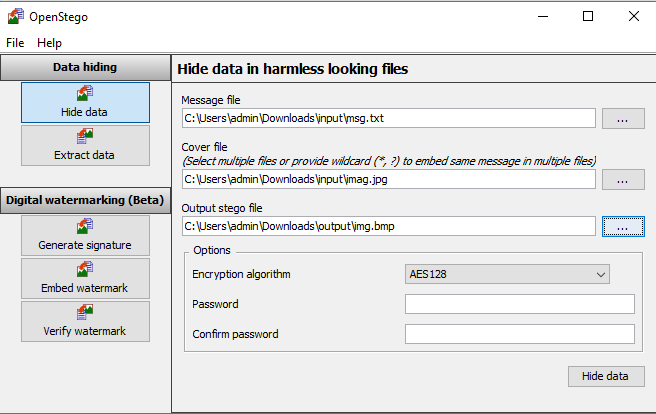 OpenStego
File Help
Data hiding
Hide data
Extract data
Digital watermarking (Beta)
Generate signature
Embed watermark
Verify watermark
Hide data in harmless looking files
Message file
C:\Users\admin\Downloads\input\msg.txt
...
Cover file
(Select multiple files or provide wildcard (*, ?) to embed same message in multiple files)
C:\Users\admin\Downloads\input\imag.jpg
...
Output stego file
C:\Users\admin\Downloads\output\img.bmp
...
Options
Encryption algorithm
AES128
Password
Confirm password
Hide data